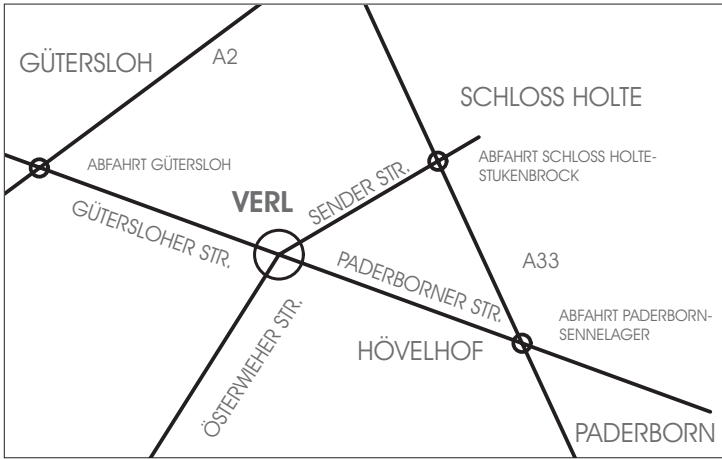 GÜTERSLOH
A2
SCHLOSS HOLTE
ABFAHRT GÜTERSLOH
ABFAHRT SCHLOSS HOLTE-
STUKENBROCK
VERL
SENDER STR.
GÜTERSLOHER STR.
PADERBORNER STR.
A33
ABFAHRT PADERBORN-
SENNELAGER
ÖSTERWIEHER STR.
HÖVELHOF
PADERBORN